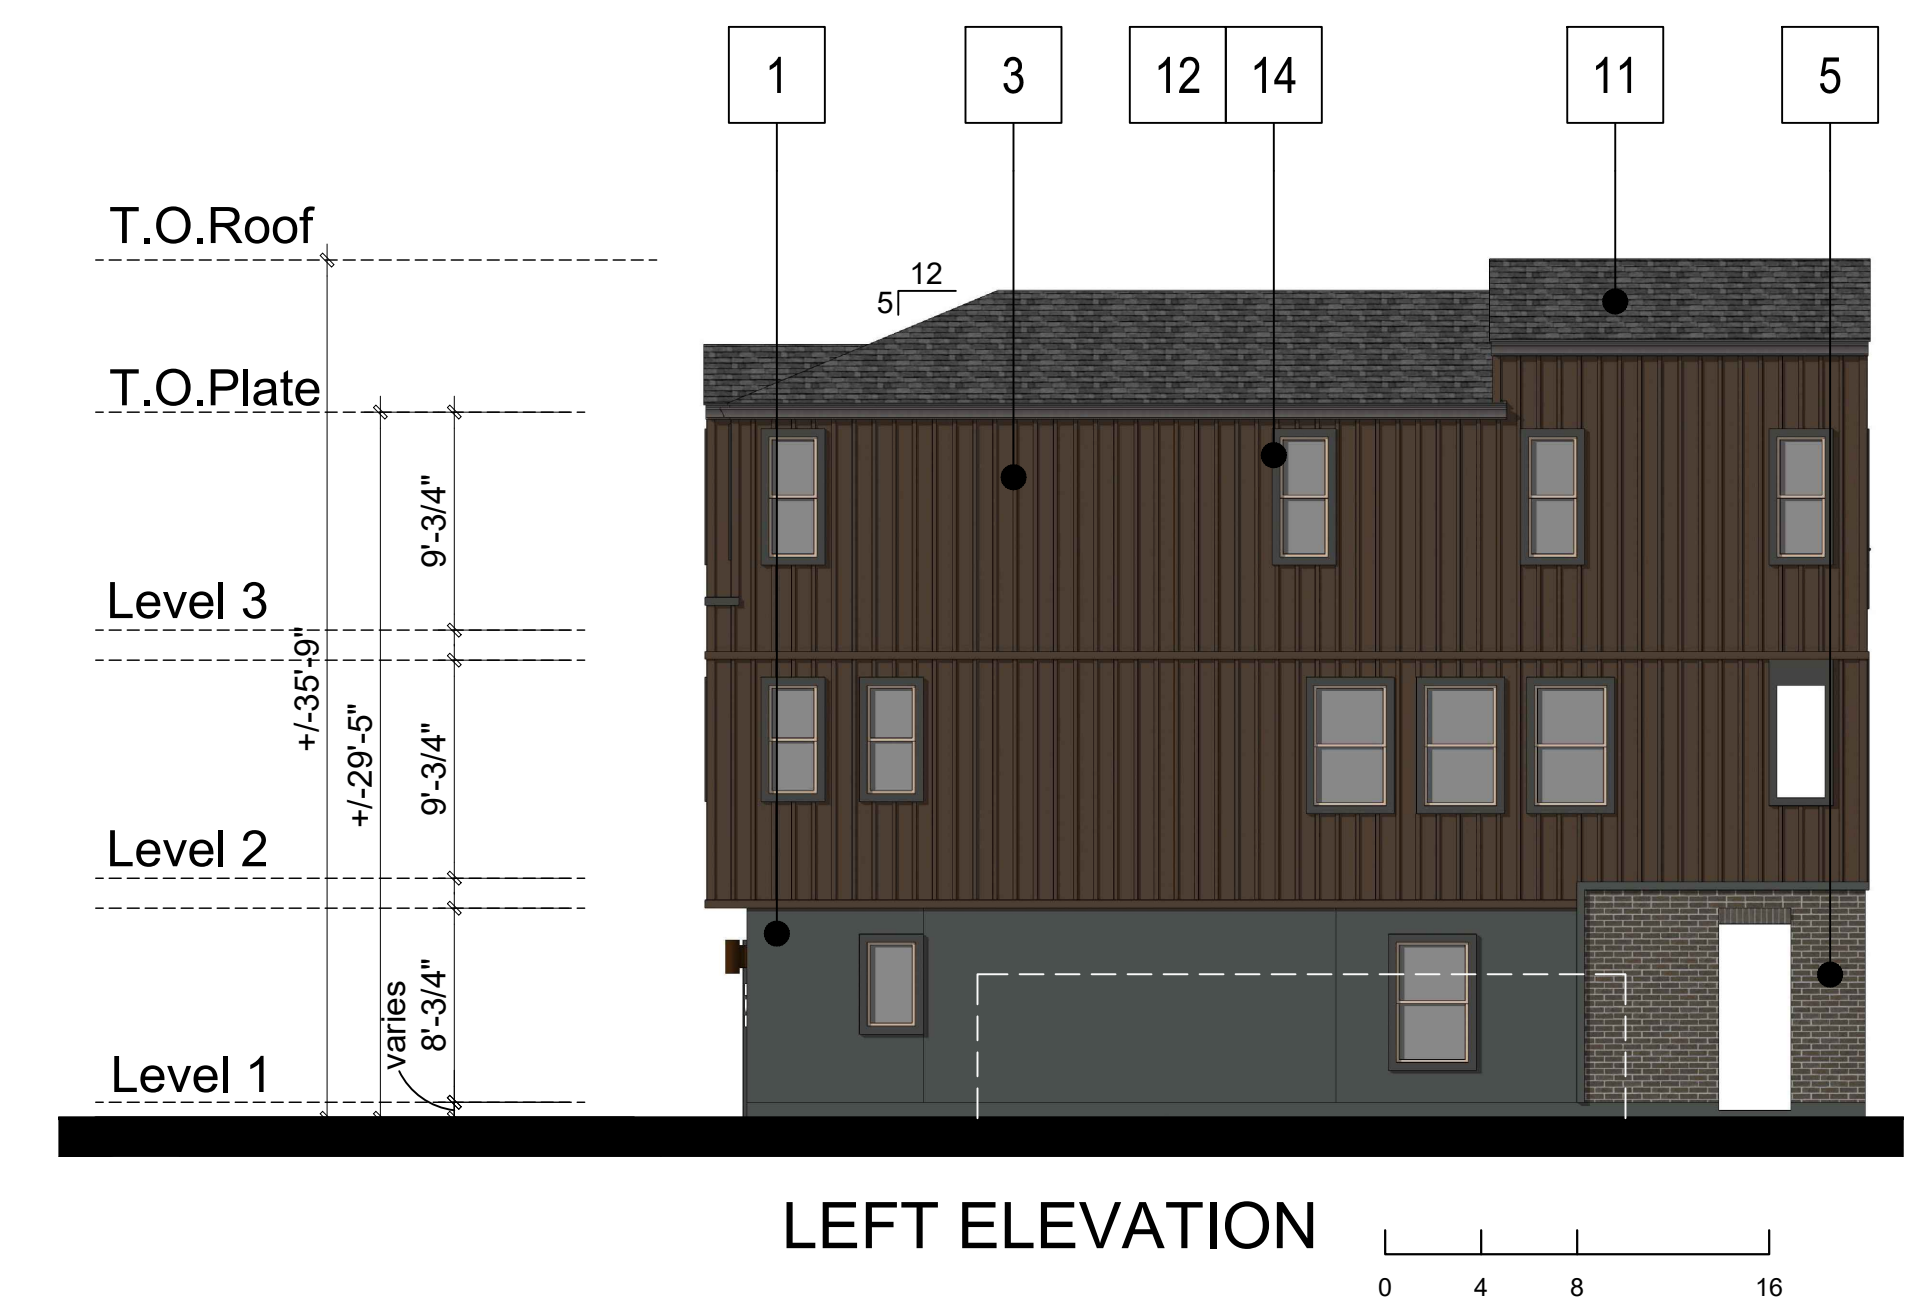 1
3
12 14
11
5
T.O.Roof
12
5
T.O.Plate
9'-3/4"
Level 3
+/-35'-9"
+/-29'-5"
9'-3/4"
Level 2
8'-3/4"
varies
Level 1
LEFT ELEVATION
0 4 8 16